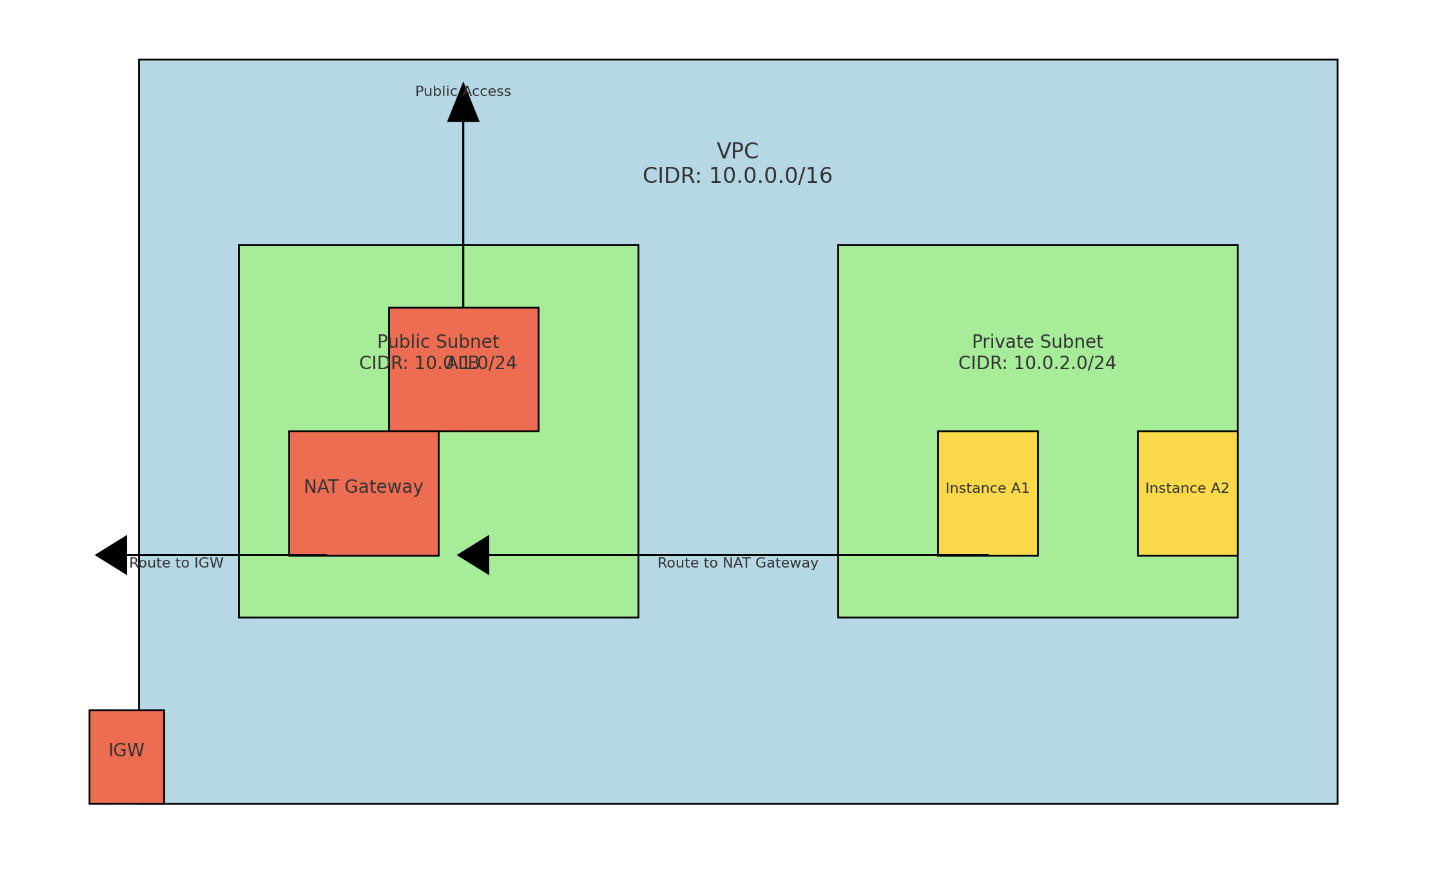 Public Access
VPC
CIDR: 10.0.0.0/16
Public Subnet
CIDR: 10.0.1.0/24
ALB
Private Subnet
CIDR: 10.0.2.0/24
NAT Gateway
Instance A1
Instance A2
Route to IGW
Route to NAT Gateway
IGW